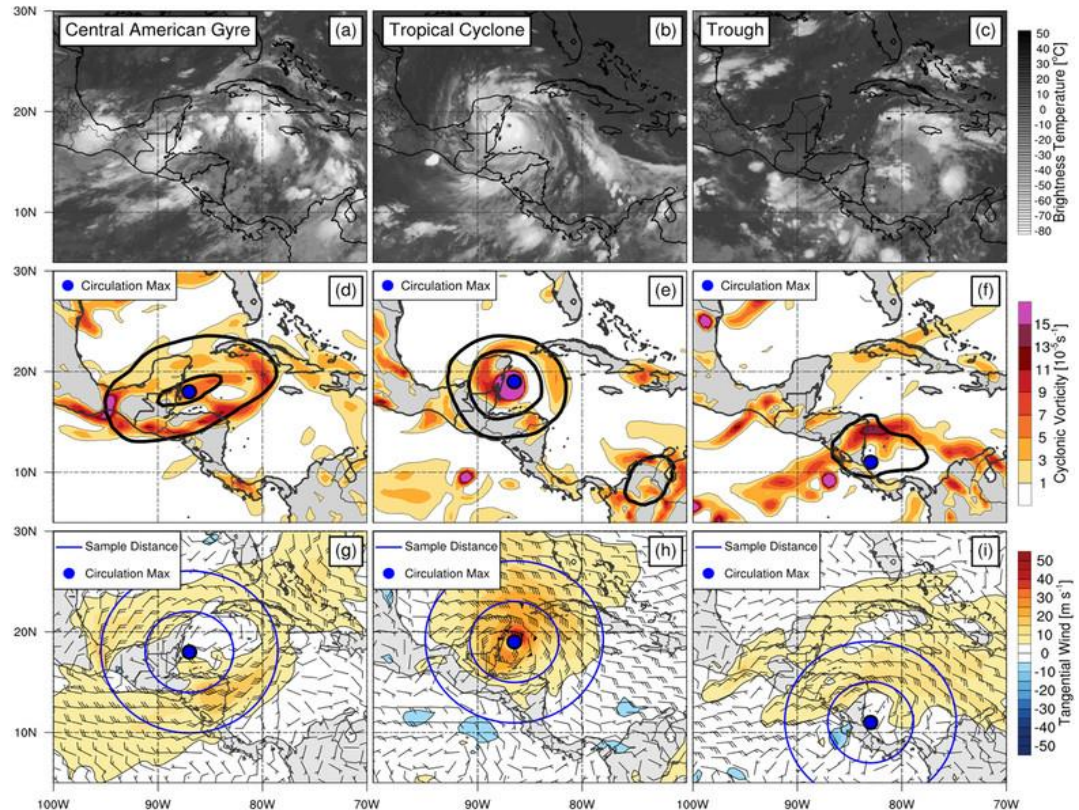 Central American Gyre (a)
Tropical Cyclone (b)
Trough (c)
30N
20N
10N
50
40
30
20
10
0
-10
-20
-30
-40
-50
-60
-70
-80
Brightness Temperature [°C]
Circulation Max (d)
Circulation Max (e)
Circulation Max (f)
30N
20N
10N
15
13
11
9
7
5
3
1
Cyclonic Vorticity [10⁻⁵s⁻¹]
Sample Distance (g)
Circulation Max
Sample Distance (h)
Circulation Max
Sample Distance (i)
Circulation Max
30N
20N
10N
50
40
30
20
10
0
-10
-20
-30
-40
-50
Tangential Wind [m s⁻¹]
100W 90W 80W 100W 90W 80W 100W 90W 80W 70W